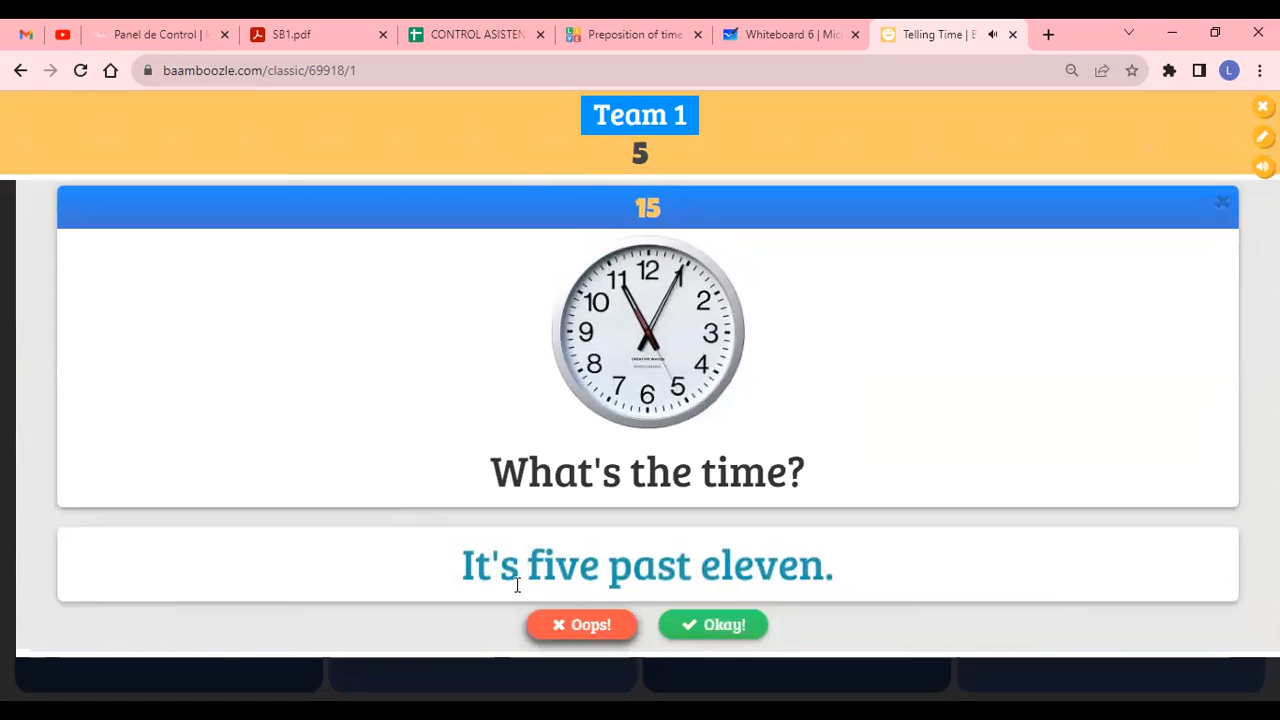 Panel de Control | I
SB1.pdf
CONTROL ASISTEN
Preposition of time
Whiteboard 6 | Mic
Telling Time | B
baamboozle.com/classic/69918/1
L
Team 1
5
15
12
11
1
10
2
9
3
8
4
7
5
6
What's the time?
It's five past eleven.
Oops!
Okay!